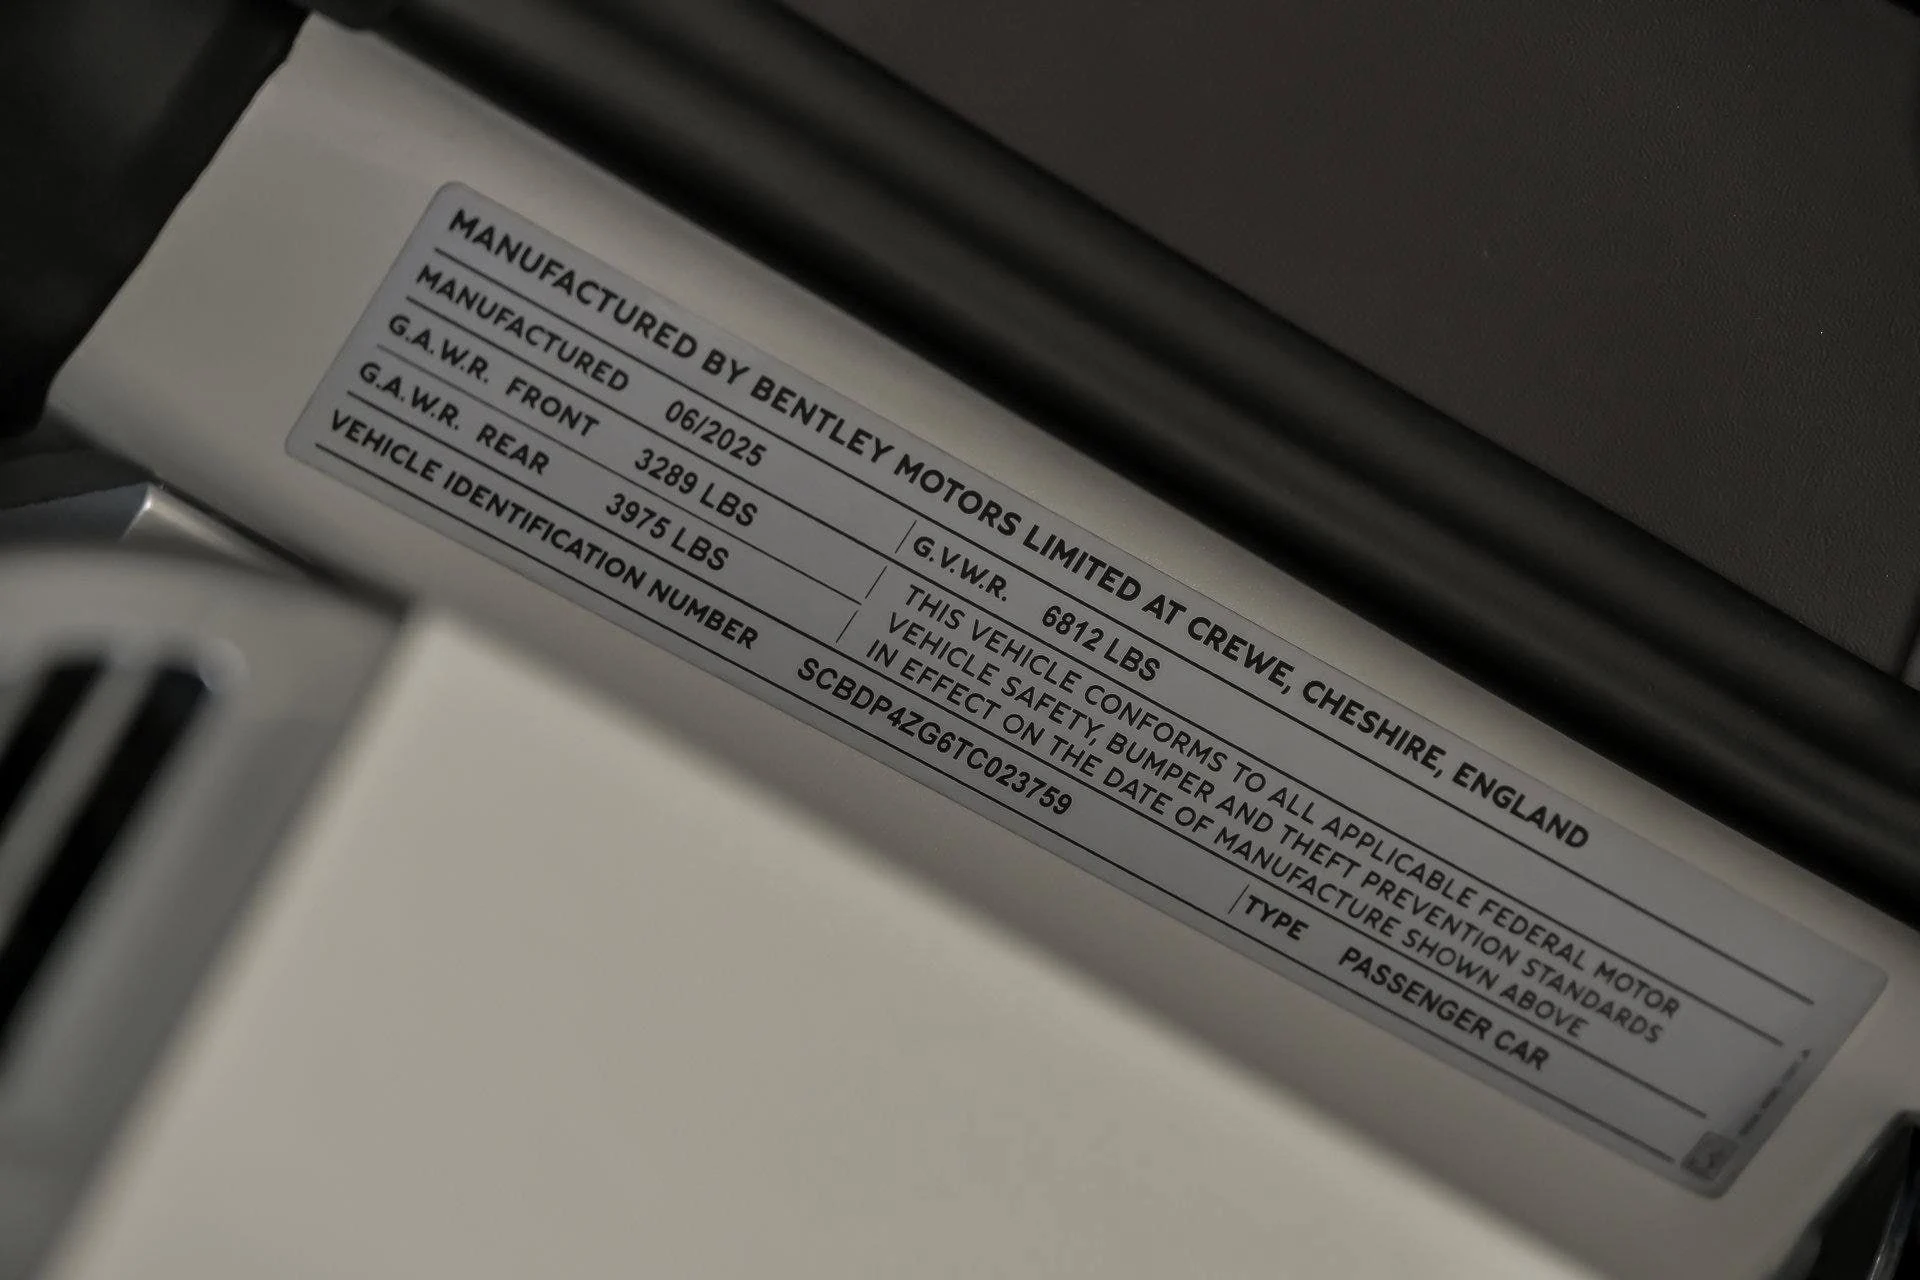 MANUFACTURED BY BENTLEY MOTORS LIMITED AT CREWE, CHESHIRE, ENGLAND
MANUFACTURED 06/2025 G.V.W.R. 6812 LBS
G.A.W.R. FRONT 3289 LBS
G.A.W.R. REAR 3975 LBS
THIS VEHICLE CONFORMS TO ALL APPLICABLE FEDERAL MOTOR
VEHICLE SAFETY, BUMPER AND THEFT PREVENTION STANDARDS
IN EFFECT ON THE DATE OF MANUFACTURE SHOWN ABOVE
VEHICLE IDENTIFICATION NUMBER SCBDP4ZG6TC023759 TYPE PASSENGER CAR